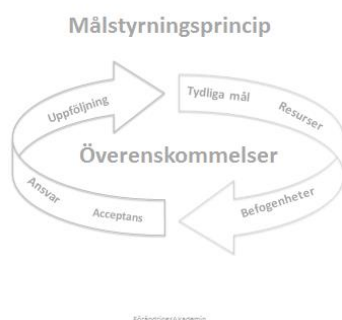 Målstyrningsprincip
Uppföljning
Tydliga mål
Resurser
Överenskommelser
Ansvar
Acceptans
Befogenheter